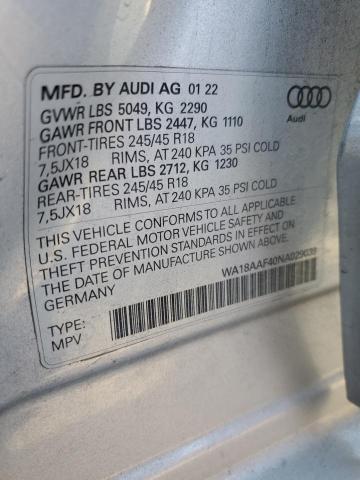 MFD. BY AUDI AG 01 22
GVWR LBS 5049, KG 2290
GAWR FRONT LBS 2447, KG 1110
FRONT-TIRES 245/45 R18
7,5JX18 RIMS, AT 240 KPA 35 PSI COLD
GAWR REAR LBS 2712, KG 1230
REAR-TIRES 245/45 R18
7,5JX18 RIMS, AT 240 KPA 35 PSI COLD
Audi
THIS VEHICLE CONFORMS TO ALL APPLICABLE
U.S. FEDERAL MOTOR VEHICLE SAFETY AND
THEFT PREVENTION STANDARDS IN EFFECT ON
THE DATE OF MANUFACTURE SHOWN ABOVE.
GERMANY
WA18AAF40NA029039
TYPE:
MPV